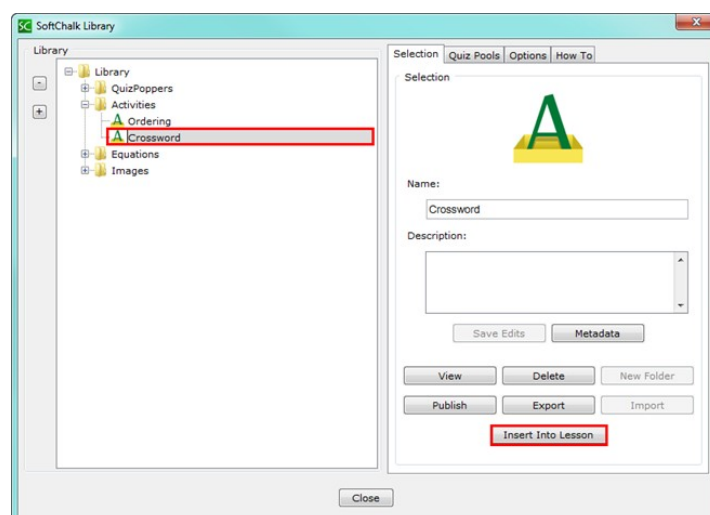 SC SoftChalk Library
x
Library
-
+
Library
QuizPoppers
Activities
A Ordering
A Crossword
Equations
Images
Selection Quiz Pools Options How To
Selection
A
Name:
Crossword
Description:
Save Edits Metadata
View Delete New Folder
Publish Export Import
Insert Into Lesson
Close